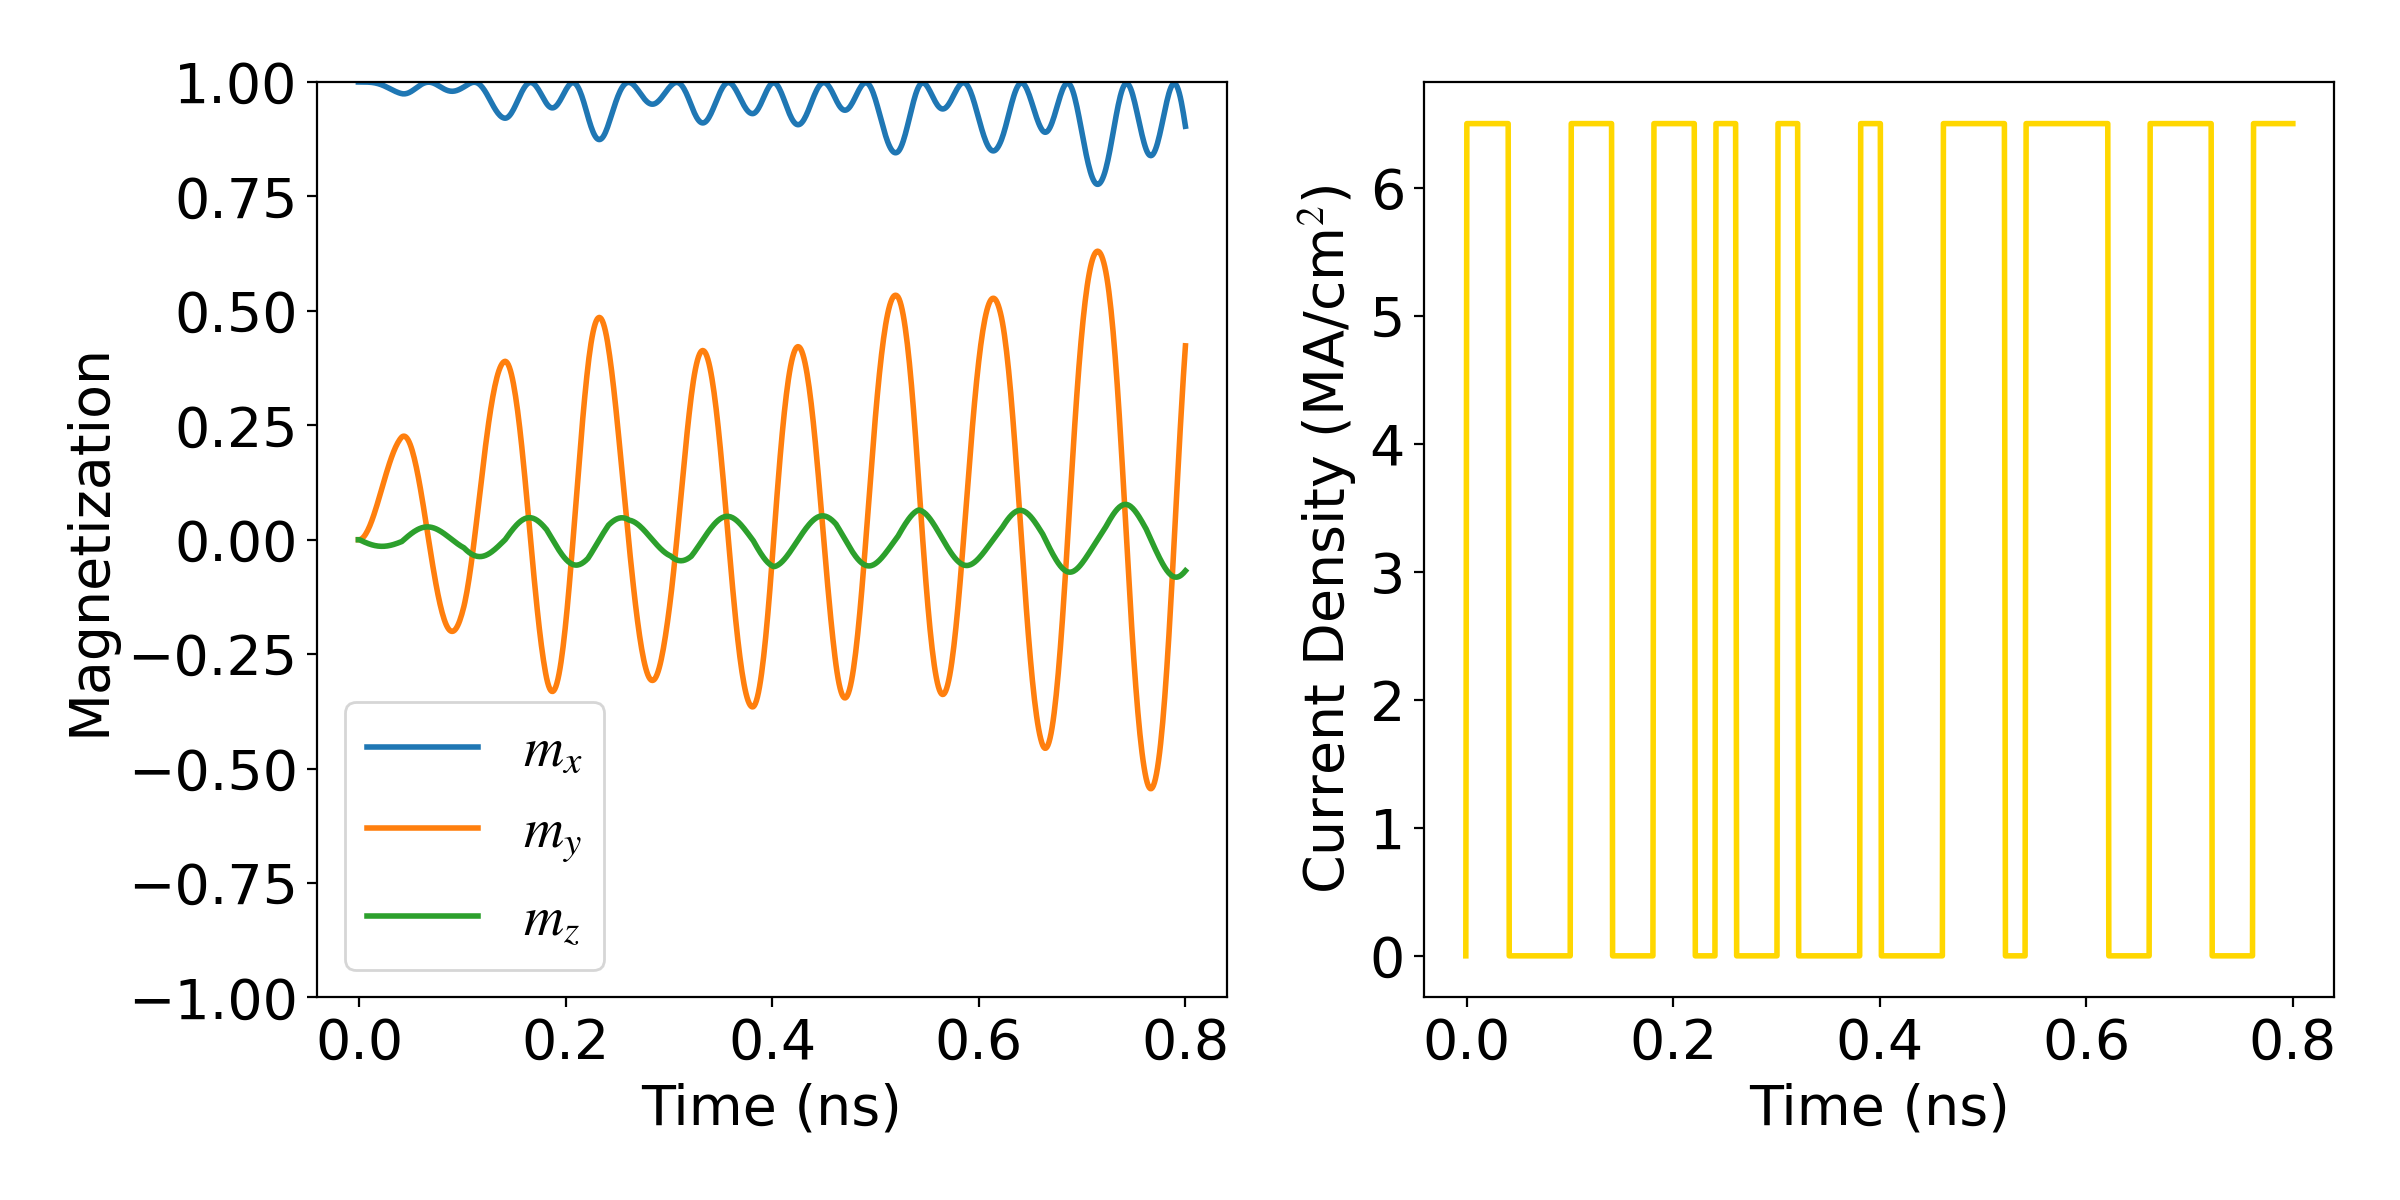 1.00
0.75
0.50
0.25
0.00
−0.25
−0.50
−0.75
−1.00
Magnetization
m_x
m_y
m_z
0.0 0.2 0.4 0.6 0.8
Time (ns)
6
5
4
3
2
1
0
Current Density (MA/cm²)
0.0 0.2 0.4 0.6 0.8
Time (ns)